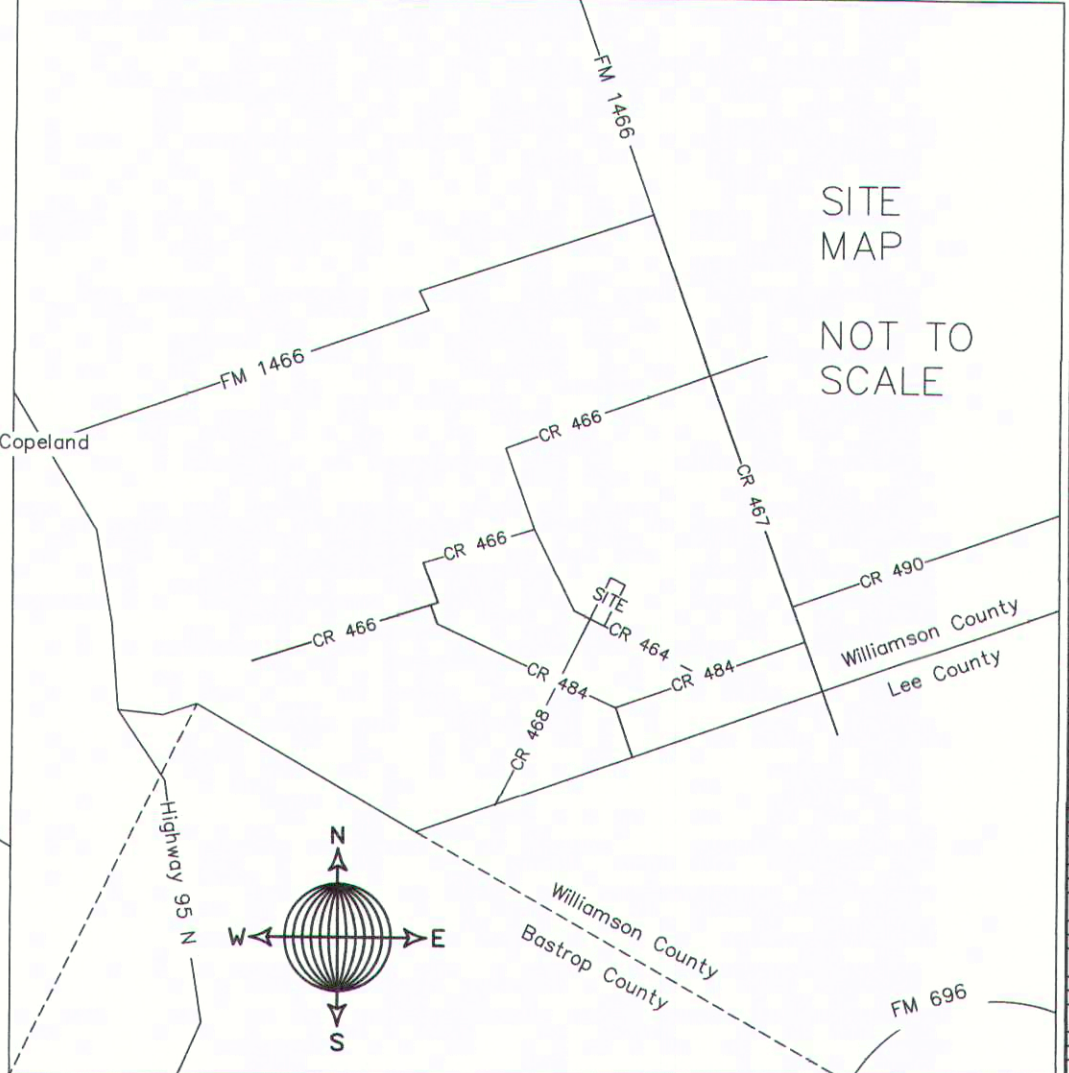 FM 1466
SITE
MAP
NOT TO
SCALE
FM 1466
CR 466
Copeland
CR 467
CR 466
CR 490
SITE
CR 466
CR 464
Williamson County
CR 484
CR 484
Lee County
CR 468
Highway 95 N
N
W
E
S
Williamson County
Bastrop County
FM 696